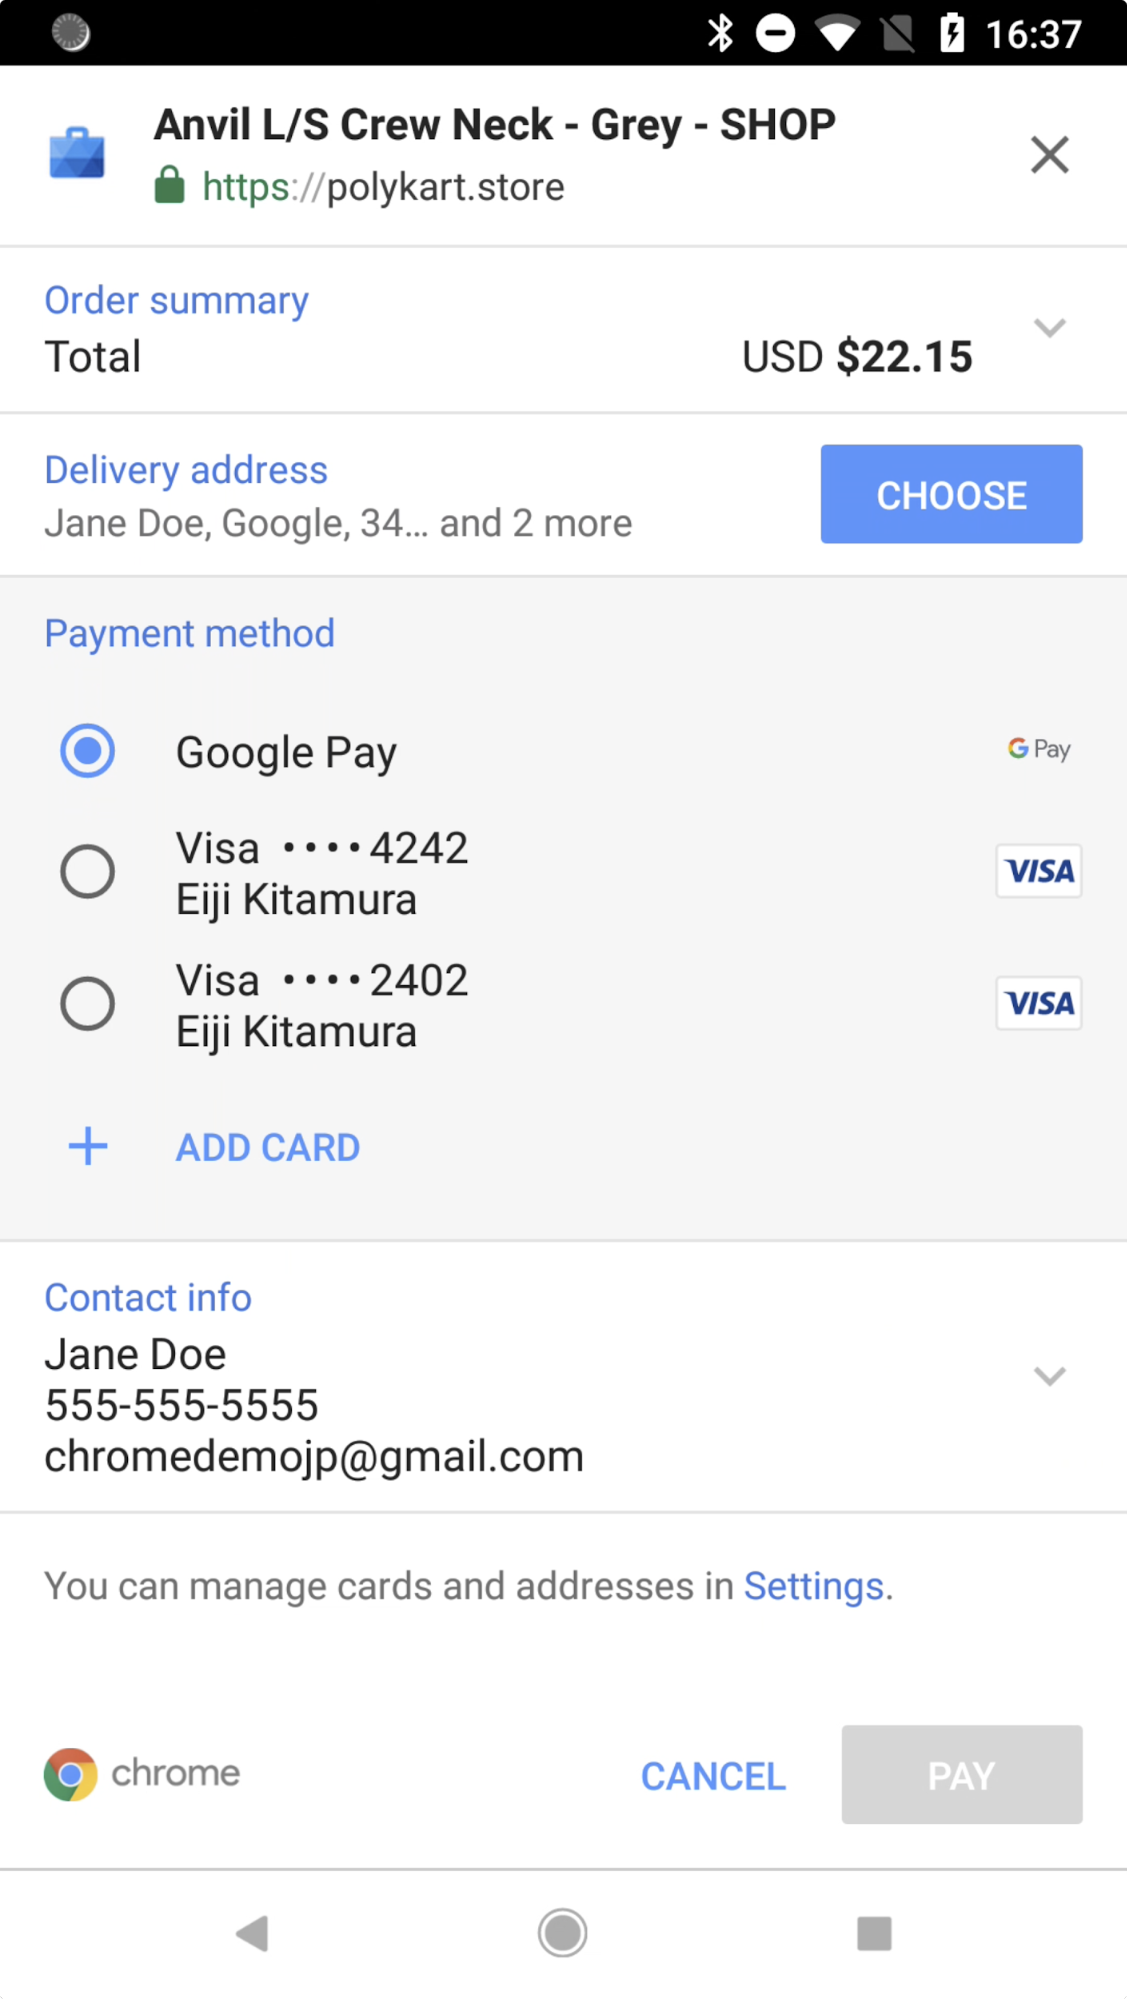 16:37
Anvil L/S Crew Neck - Grey - SHOP
https://polykart.store
Order summary
Total USD $22.15
Delivery address
Jane Doe, Google, 34... and 2 more
CHOOSE
Payment method
Google Pay G Pay
Visa ····4242
Eiji Kitamura
VISA
Visa ····2402
Eiji Kitamura
VISA
+ ADD CARD
Contact info
Jane Doe
555-555-5555
chromedemojp@gmail.com
You can manage cards and addresses in Settings.
chrome CANCEL PAY